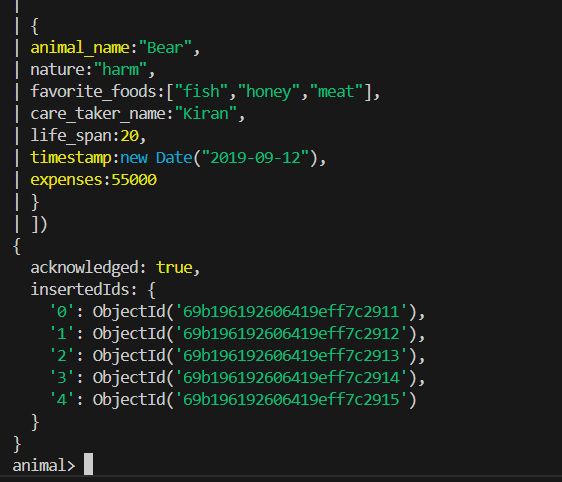 |
| {
| animal_name:"Bear",
| nature:"harm",
| favorite_foods:["fish","honey","meat"],
| care_taker_name:"Kiran",
| life_span:20,
| timestamp:new Date("2019-09-12"),
| expenses:55000
| }
| ])
{
  acknowledged: true,
  insertedIds: {
    '0': ObjectId('69b196192606419eff7c2911'),
    '1': ObjectId('69b196192606419eff7c2912'),
    '2': ObjectId('69b196192606419eff7c2913'),
    '3': ObjectId('69b196192606419eff7c2914'),
    '4': ObjectId('69b196192606419eff7c2915')
  }
}
animal>